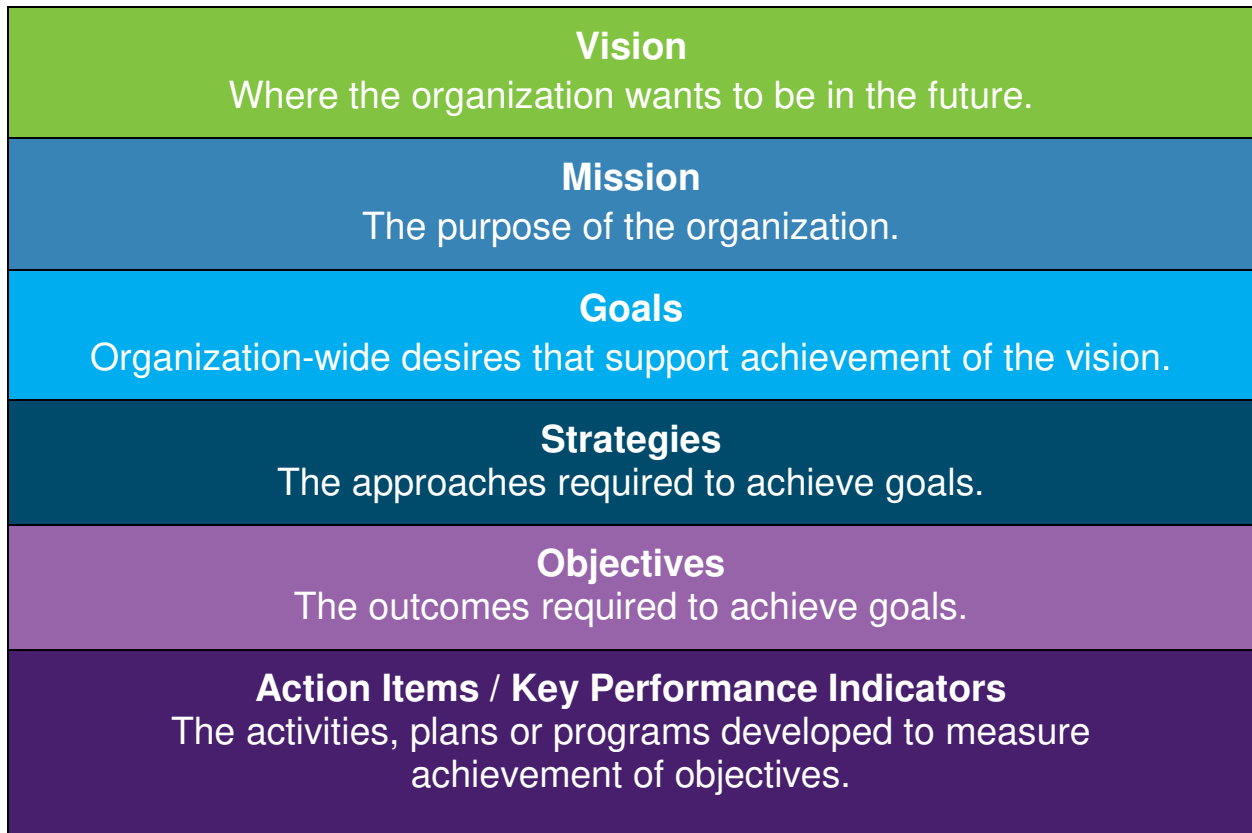 Vision
Where the organization wants to be in the future.
Mission
The purpose of the organization.
Goals
Organization-wide desires that support achievement of the vision.
Strategies
The approaches required to achieve goals.
Objectives
The outcomes required to achieve goals.
Action Items / Key Performance Indicators
The activities, plans or programs developed to measure
achievement of objectives.